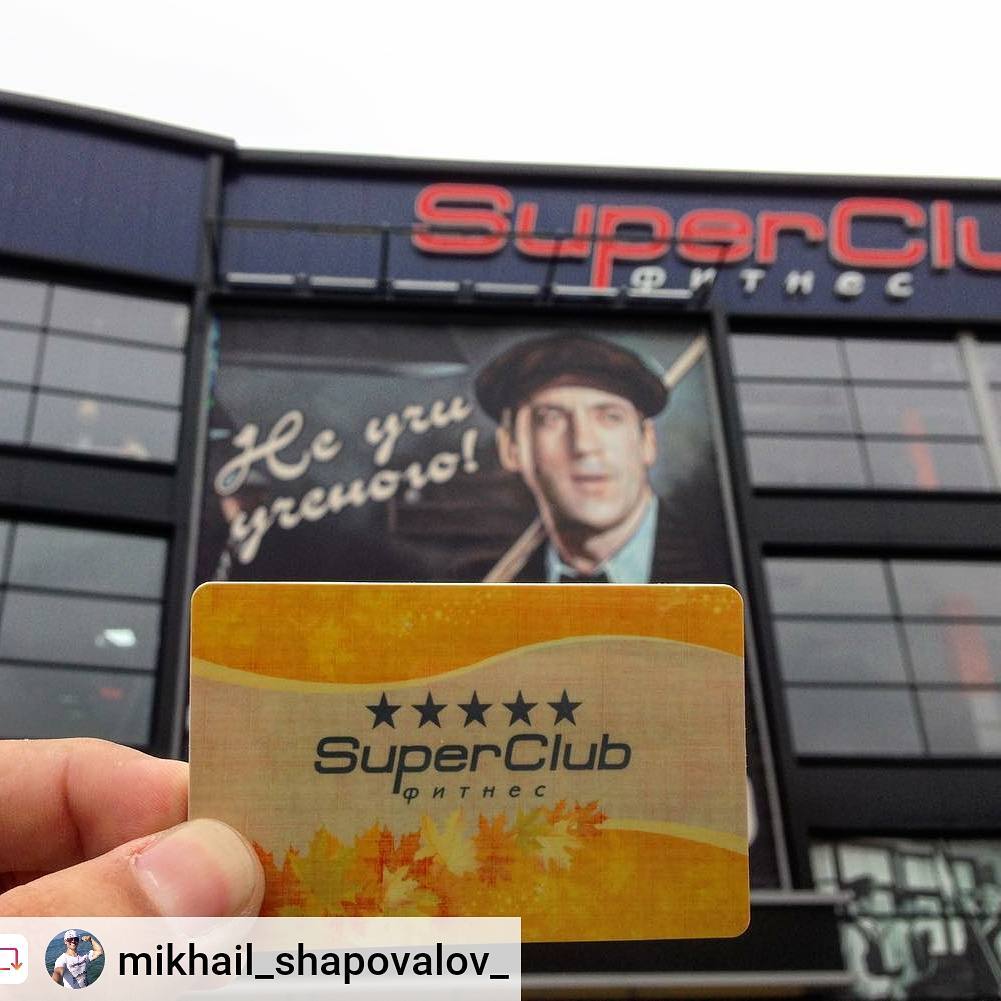 SuperClu
фитнес
Не учи
ученого!
★★★★★
SuperClub
фитнес
mikhail_shapovalov_